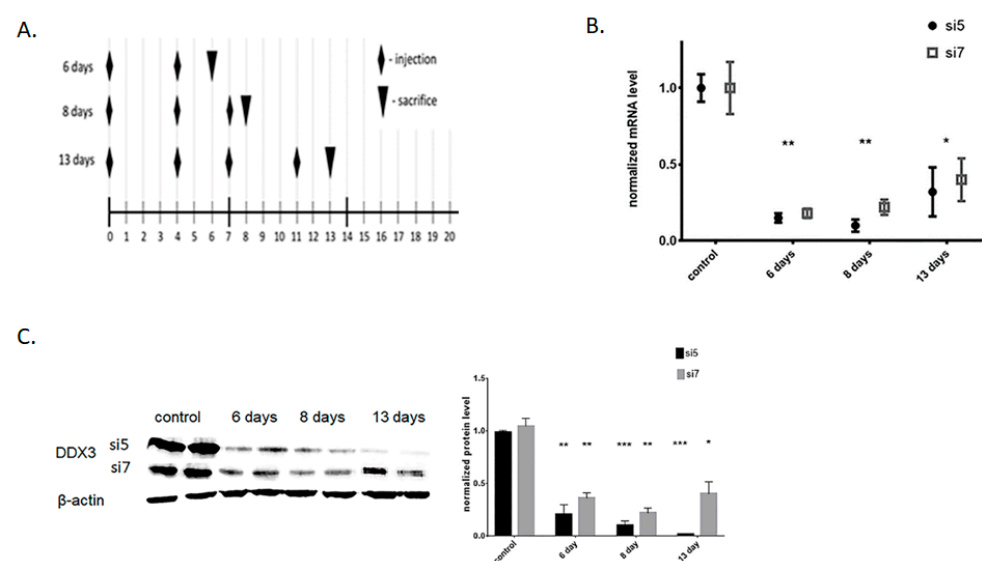 A.
6 days
8 days
13 days
- injection
- sacrifice
0 1 2 3 4 5 6 7 8 9 10 11 12 13 14 15 16 17 18 19 20
B.
si5
si7
normalized mRNA level
1.0
0.5
0.0
** ** *
control 6 days 8 days 13 days
C.
control 6 days 8 days 13 days
DDX3 si5
si7
β-actin
si5
si7
normalized protein level
1.5
1.0
0.5
0.0
** ** *** ** *** *
control 6 day 8 day 13 day